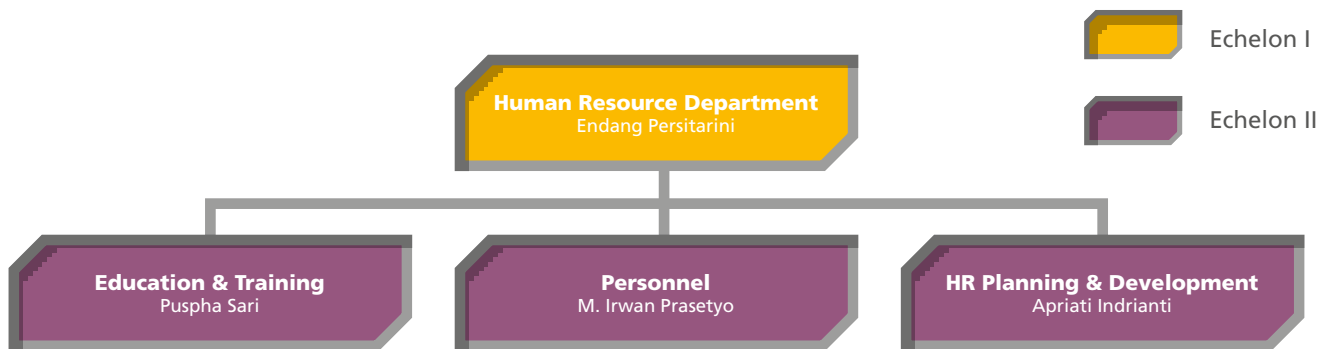 Echelon I
Human Resource Department
Endang Persitarini
Echelon II
Education & Training
Puspha Sari
Personnel
M. Irwan Prasetyo
HR Planning & Development
Apriati Indrianti